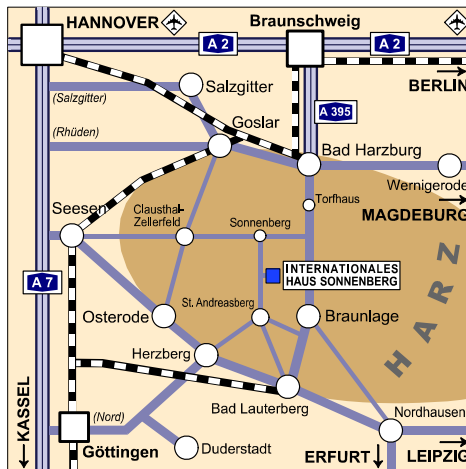 HANNOVER
Braunschweig
A 2
A 2
BERLIN
Salzgitter
(Salzgitter)
A 395
Goslar
(Rhüden)
Bad Harzburg
Wernigerode
Torfhaus
MAGDEBURG
Seesen
Clausthal-
Zellerfeld
Sonnenberg
INTERNATIONALES
HAUS SONNENBERG
A 7
HARZ
St. Andreasberg
Osterode
Braunlage
Herzberg
Bad Lauterberg
Nordhausen
(Nord)
KASSEL
Göttingen
Duderstadt
ERFURT
LEIPZIG